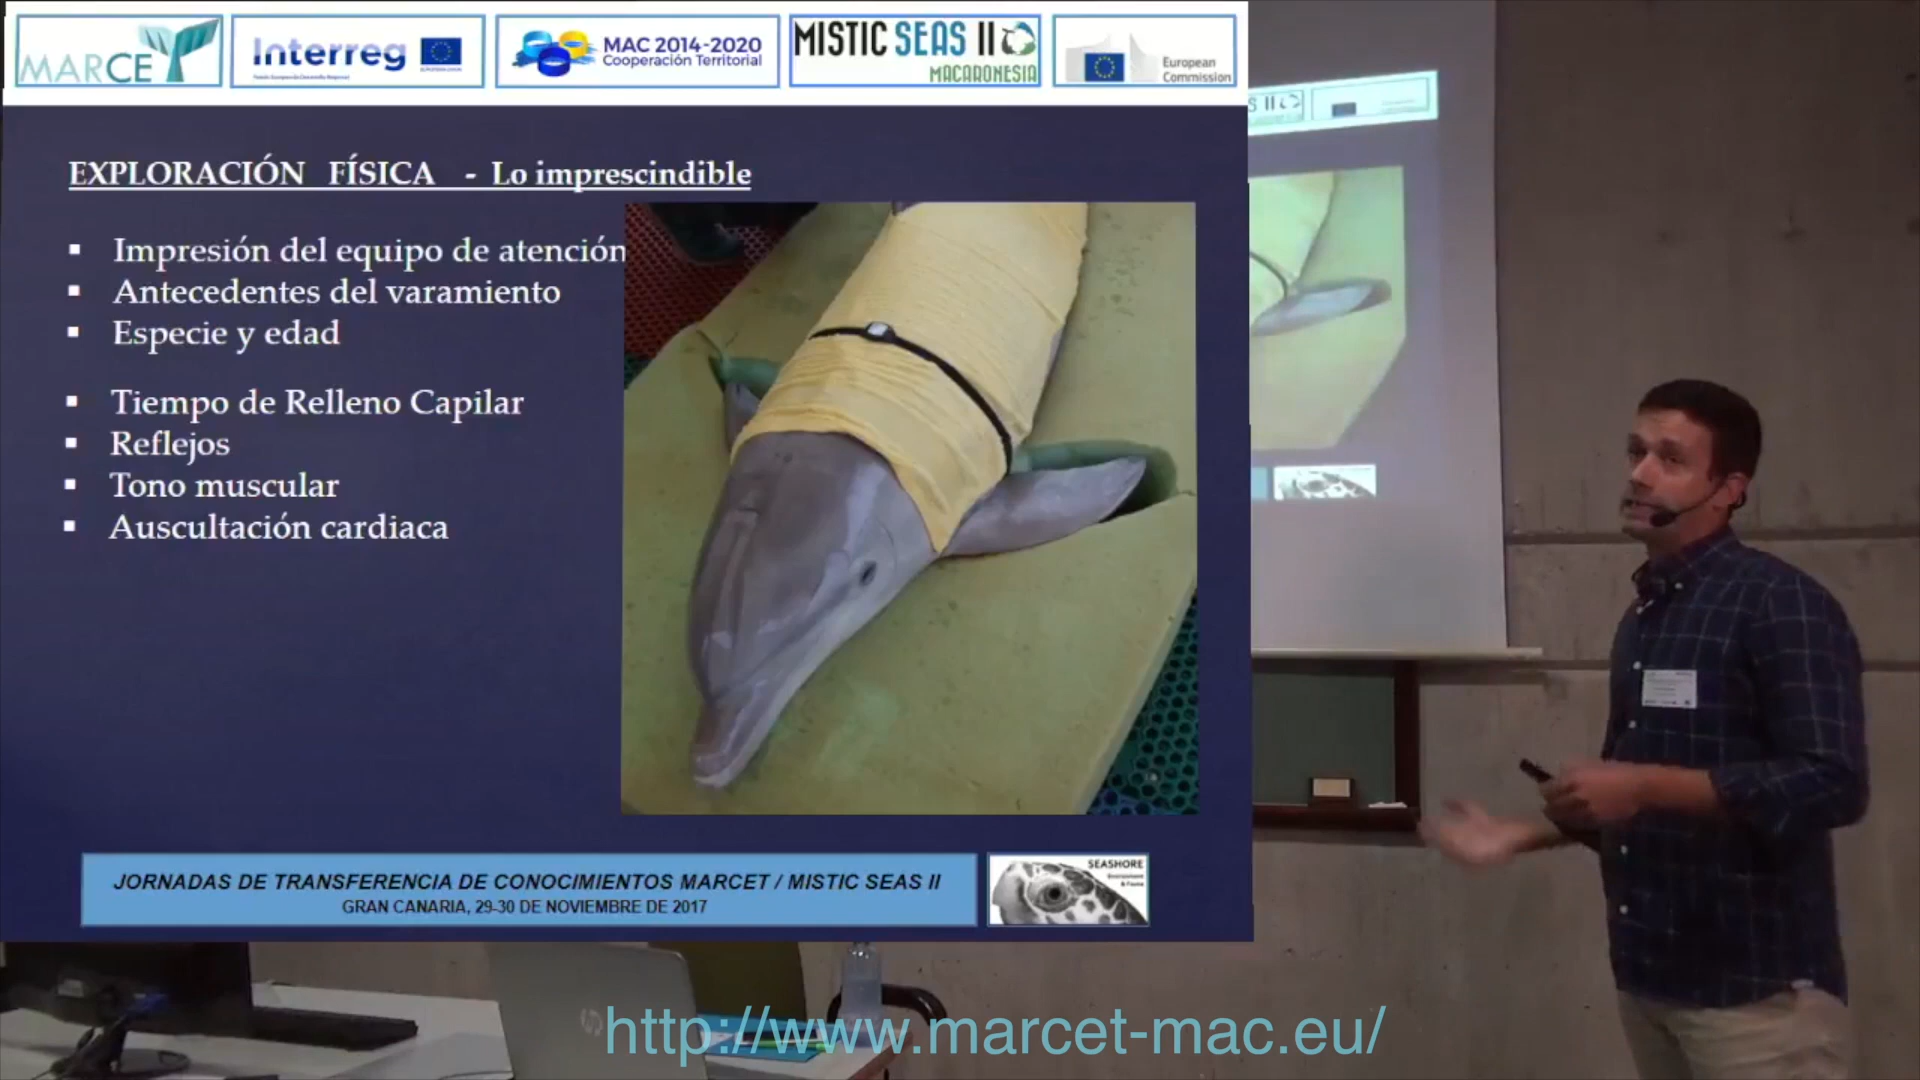 MARCET
Interreg
MAC 2014-2020
Cooperación Territorial
MISTIC SEAS II
MACARONESIA
European
Commission
EXPLORACIÓN FÍSICA - Lo imprescindible
▪ Impresión del equipo de atención
▪ Antecedentes del varamiento
▪ Especie y edad
▪ Tiempo de Relleno Capilar
▪ Reflejos
▪ Tono muscular
▪ Auscultación cardiaca
JORNADAS DE TRANSFERENCIA DE CONOCIMIENTOS MARCET / MISTIC SEAS II
GRAN CANARIA, 29-30 DE NOVIEMBRE DE 2017
SEASHORE
Environment
& Fauna
http://www.marcet-mac.eu/